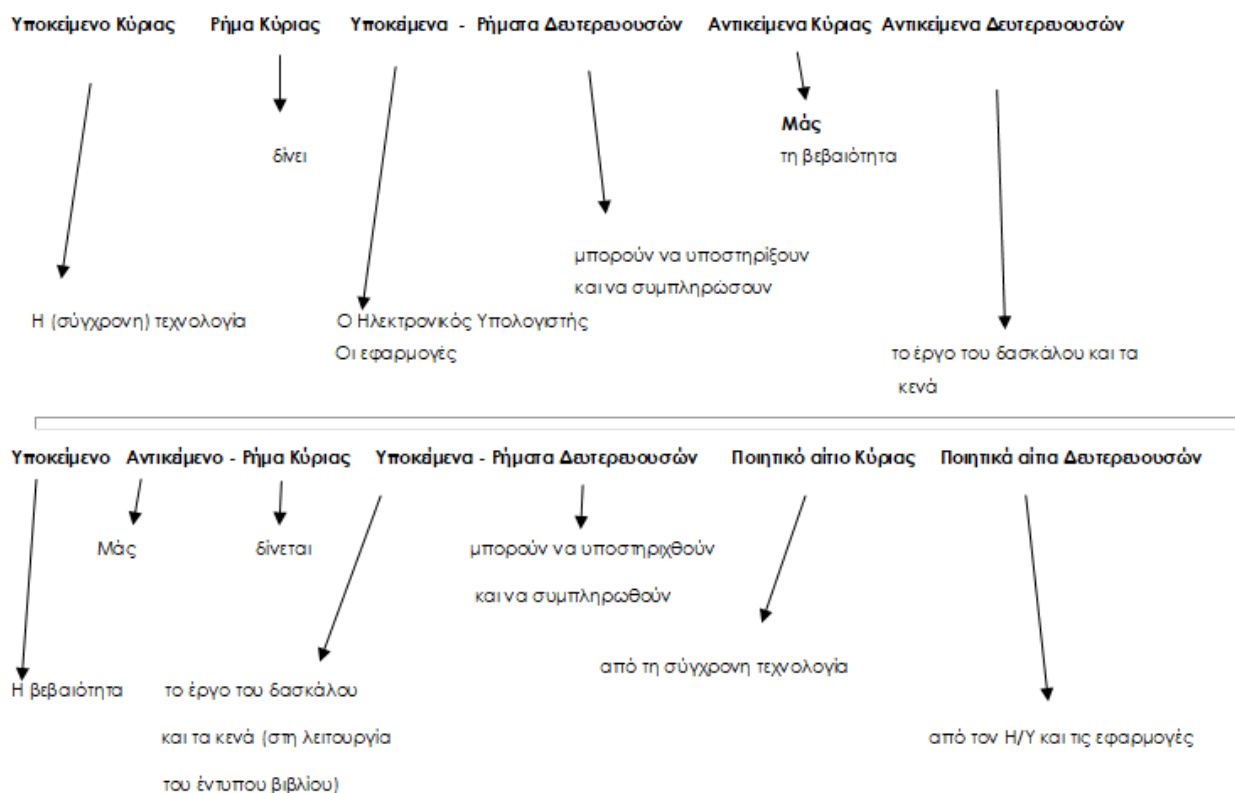 Υποκείμενο Κύριας Ρήμα Κύριας Υποκείμενα - Ρήματα Δευτερευουσών Αντικείμενα Κύριας Αντικείμενα Δευτερευουσών
Μάς
δίνει τη βεβαιότητα
μπορούν να υποστηρίξουν
και να συμπληρώσουν
Η (σύγχρονη) τεχνολογία Ο Ηλεκτρονικός Υπολογιστής
Οι εφαρμογές το έργο του δασκάλου και τα
κενά
Υποκείμενο Αντικείμενο - Ρήμα Κύριας Υποκείμενα - Ρήματα Δευτερευουσών Ποιητικό αίτιο Κύριας Ποιητικά αίτια Δευτερευουσών
Μάς δίνεται μπορούν να υποστηριχθούν
και να συμπληρωθούν
από τη σύγχρονη τεχνολογία
Η βεβαιότητα το έργο του δασκάλου
και τα κενά (στη λειτουργία από τον Η/Υ και τις εφαρμογές
του έντυπου βιβλίου)